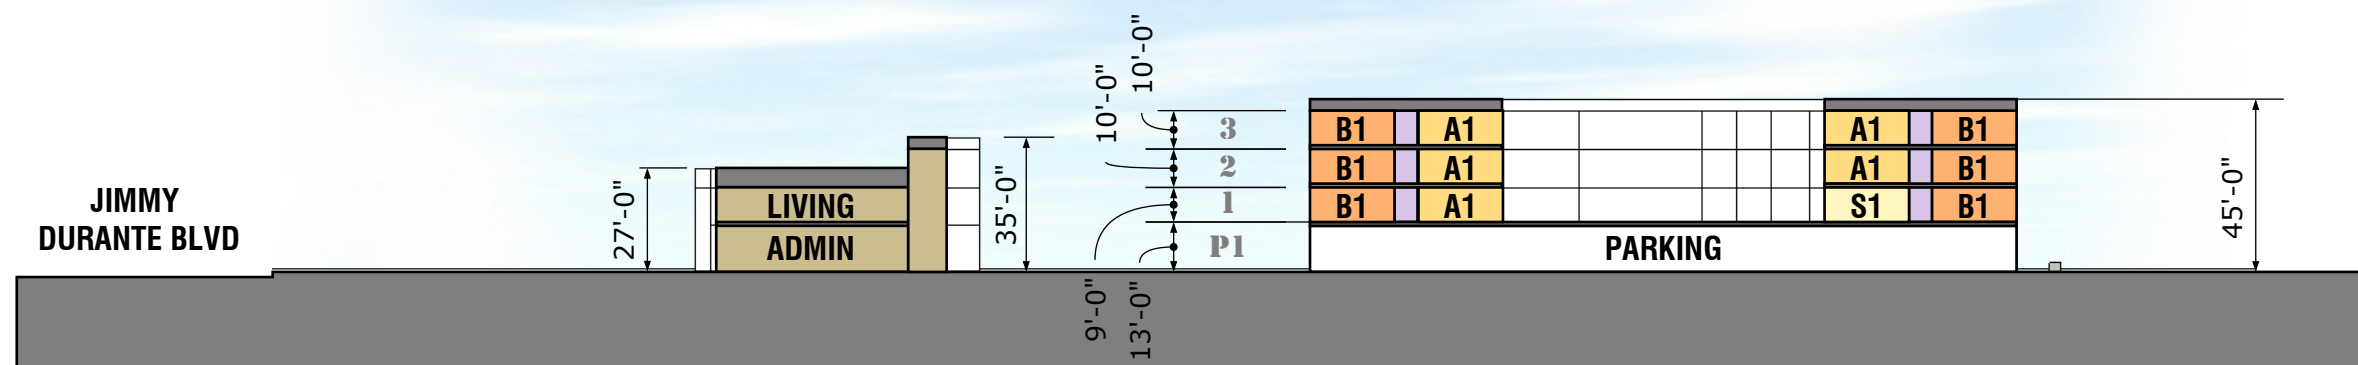 JIMMY
DURANTE BLVD
27'-0"
LIVING
ADMIN
35'-0"
10'-0"
10'-0"
9'-0"
13'-0"
3
2
1
P1
B1 A1 A1 B1
B1 A1 A1 B1
B1 A1 S1 B1
PARKING
45'-0"